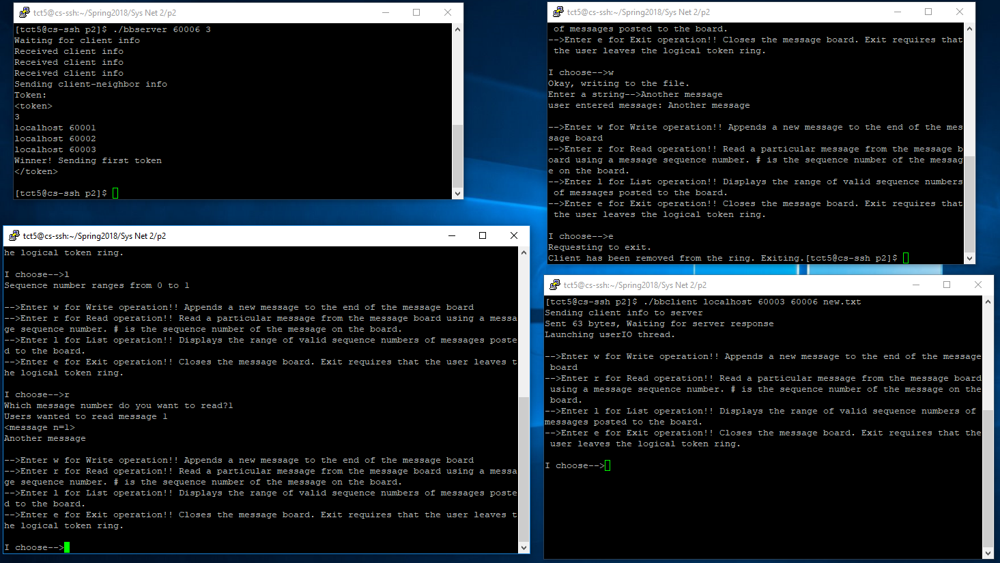 tct5@cs-ssh:~/Spring2018/Sys Net 2/p2
[tct5@cs-ssh p2]$ ./bbserver 60006 3
Waiting for client info
Received client info
Received client info
Received client info
Sending client-neighbor info
Token:
<token>
3
localhost 60001
localhost 60002
localhost 60003
Winner! Sending first token
</token>
[tct5@cs-ssh p2]$
tct5@cs-ssh:~/Spring2018/Sys Net 2/p2
of messages posted to the board.
-->Enter e for Exit operation!! Closes the message board. Exit requires that
the user leaves the logical token ring.
I choose-->w
Okay, writing to the file.
Enter a string-->Another message
user entered message: Another message
-->Enter w for Write operation!! Appends a new message to the end of the mes
sage board
-->Enter r for Read operation!! Read a particular message from the message b
oard using a message sequence number. # is the sequence number of the messag
e on the board.
-->Enter l for List operation!! Displays the range of valid sequence numbers
of messages posted to the board.
-->Enter e for Exit operation!! Closes the message board. Exit requires that
the user leaves the logical token ring.
I choose-->e
Requesting to exit.
Client has been removed from the ring. Exiting.[tct5@cs-ssh p2]$
tct5@cs-ssh:~/Spring2018/Sys Net 2/p2
he logical token ring.
I choose-->l
Sequence number ranges from 0 to 1
-->Enter w for Write operation!! Appends a new message to the end of the message board
-->Enter r for Read operation!! Read a particular message from the message board using a messa
ge sequence number. # is the sequence number of the message on the board.
-->Enter l for List operation!! Displays the range of valid sequence numbers of messages poste
d to the board.
-->Enter e for Exit operation!! Closes the message board. Exit requires that the user leaves t
he logical token ring.
I choose-->r
Which message number do you want to read?1
Users wanted to read message 1
<message n=1>
Another message
-->Enter w for Write operation!! Appends a new message to the end of the message board
-->Enter r for Read operation!! Read a particular message from the message board using a messa
ge sequence number. # is the sequence number of the message on the board.
-->Enter l for List operation!! Displays the range of valid sequence numbers of messages poste
d to the board.
-->Enter e for Exit operation!! Closes the message board. Exit requires that the user leaves t
he logical token ring.
I choose-->
tct5@cs-ssh:~/Spring2018/Sys Net 2/p2
[tct5@cs-ssh p2]$ ./bbclient localhost 60003 60006 new.txt
Sending client info to server
Sent 63 bytes, Waiting for server response
Launching userIO thread.
-->Enter w for Write operation!! Appends a new message to the end of the message
board
-->Enter r for Read operation!! Read a particular message from the message board
using a message sequence number. # is the sequence number of the message on the
board.
-->Enter l for List operation!! Displays the range of valid sequence numbers of
messages posted to the board.
-->Enter e for Exit operation!! Closes the message board. Exit requires that the
user leaves the logical token ring.
I choose-->